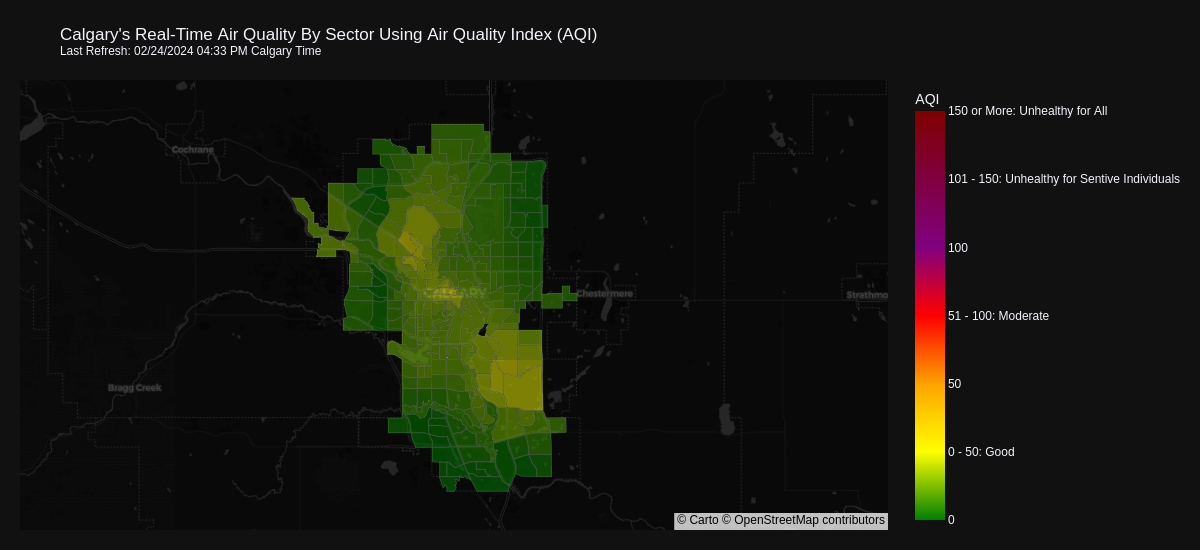 Calgary's Real-Time Air Quality By Sector Using Air Quality Index (AQI)
Last Refresh: 02/24/2024 04:33 PM Calgary Time
AQI
150 or More: Unhealthy for All
101 - 150: Unhealthy for Sentive Individuals
100
51 - 100: Moderate
50
0 - 50: Good
0
Cochrane
CALGARY
Chestermere
Strathmo
Bragg Creek
© Carto © OpenStreetMap contributors